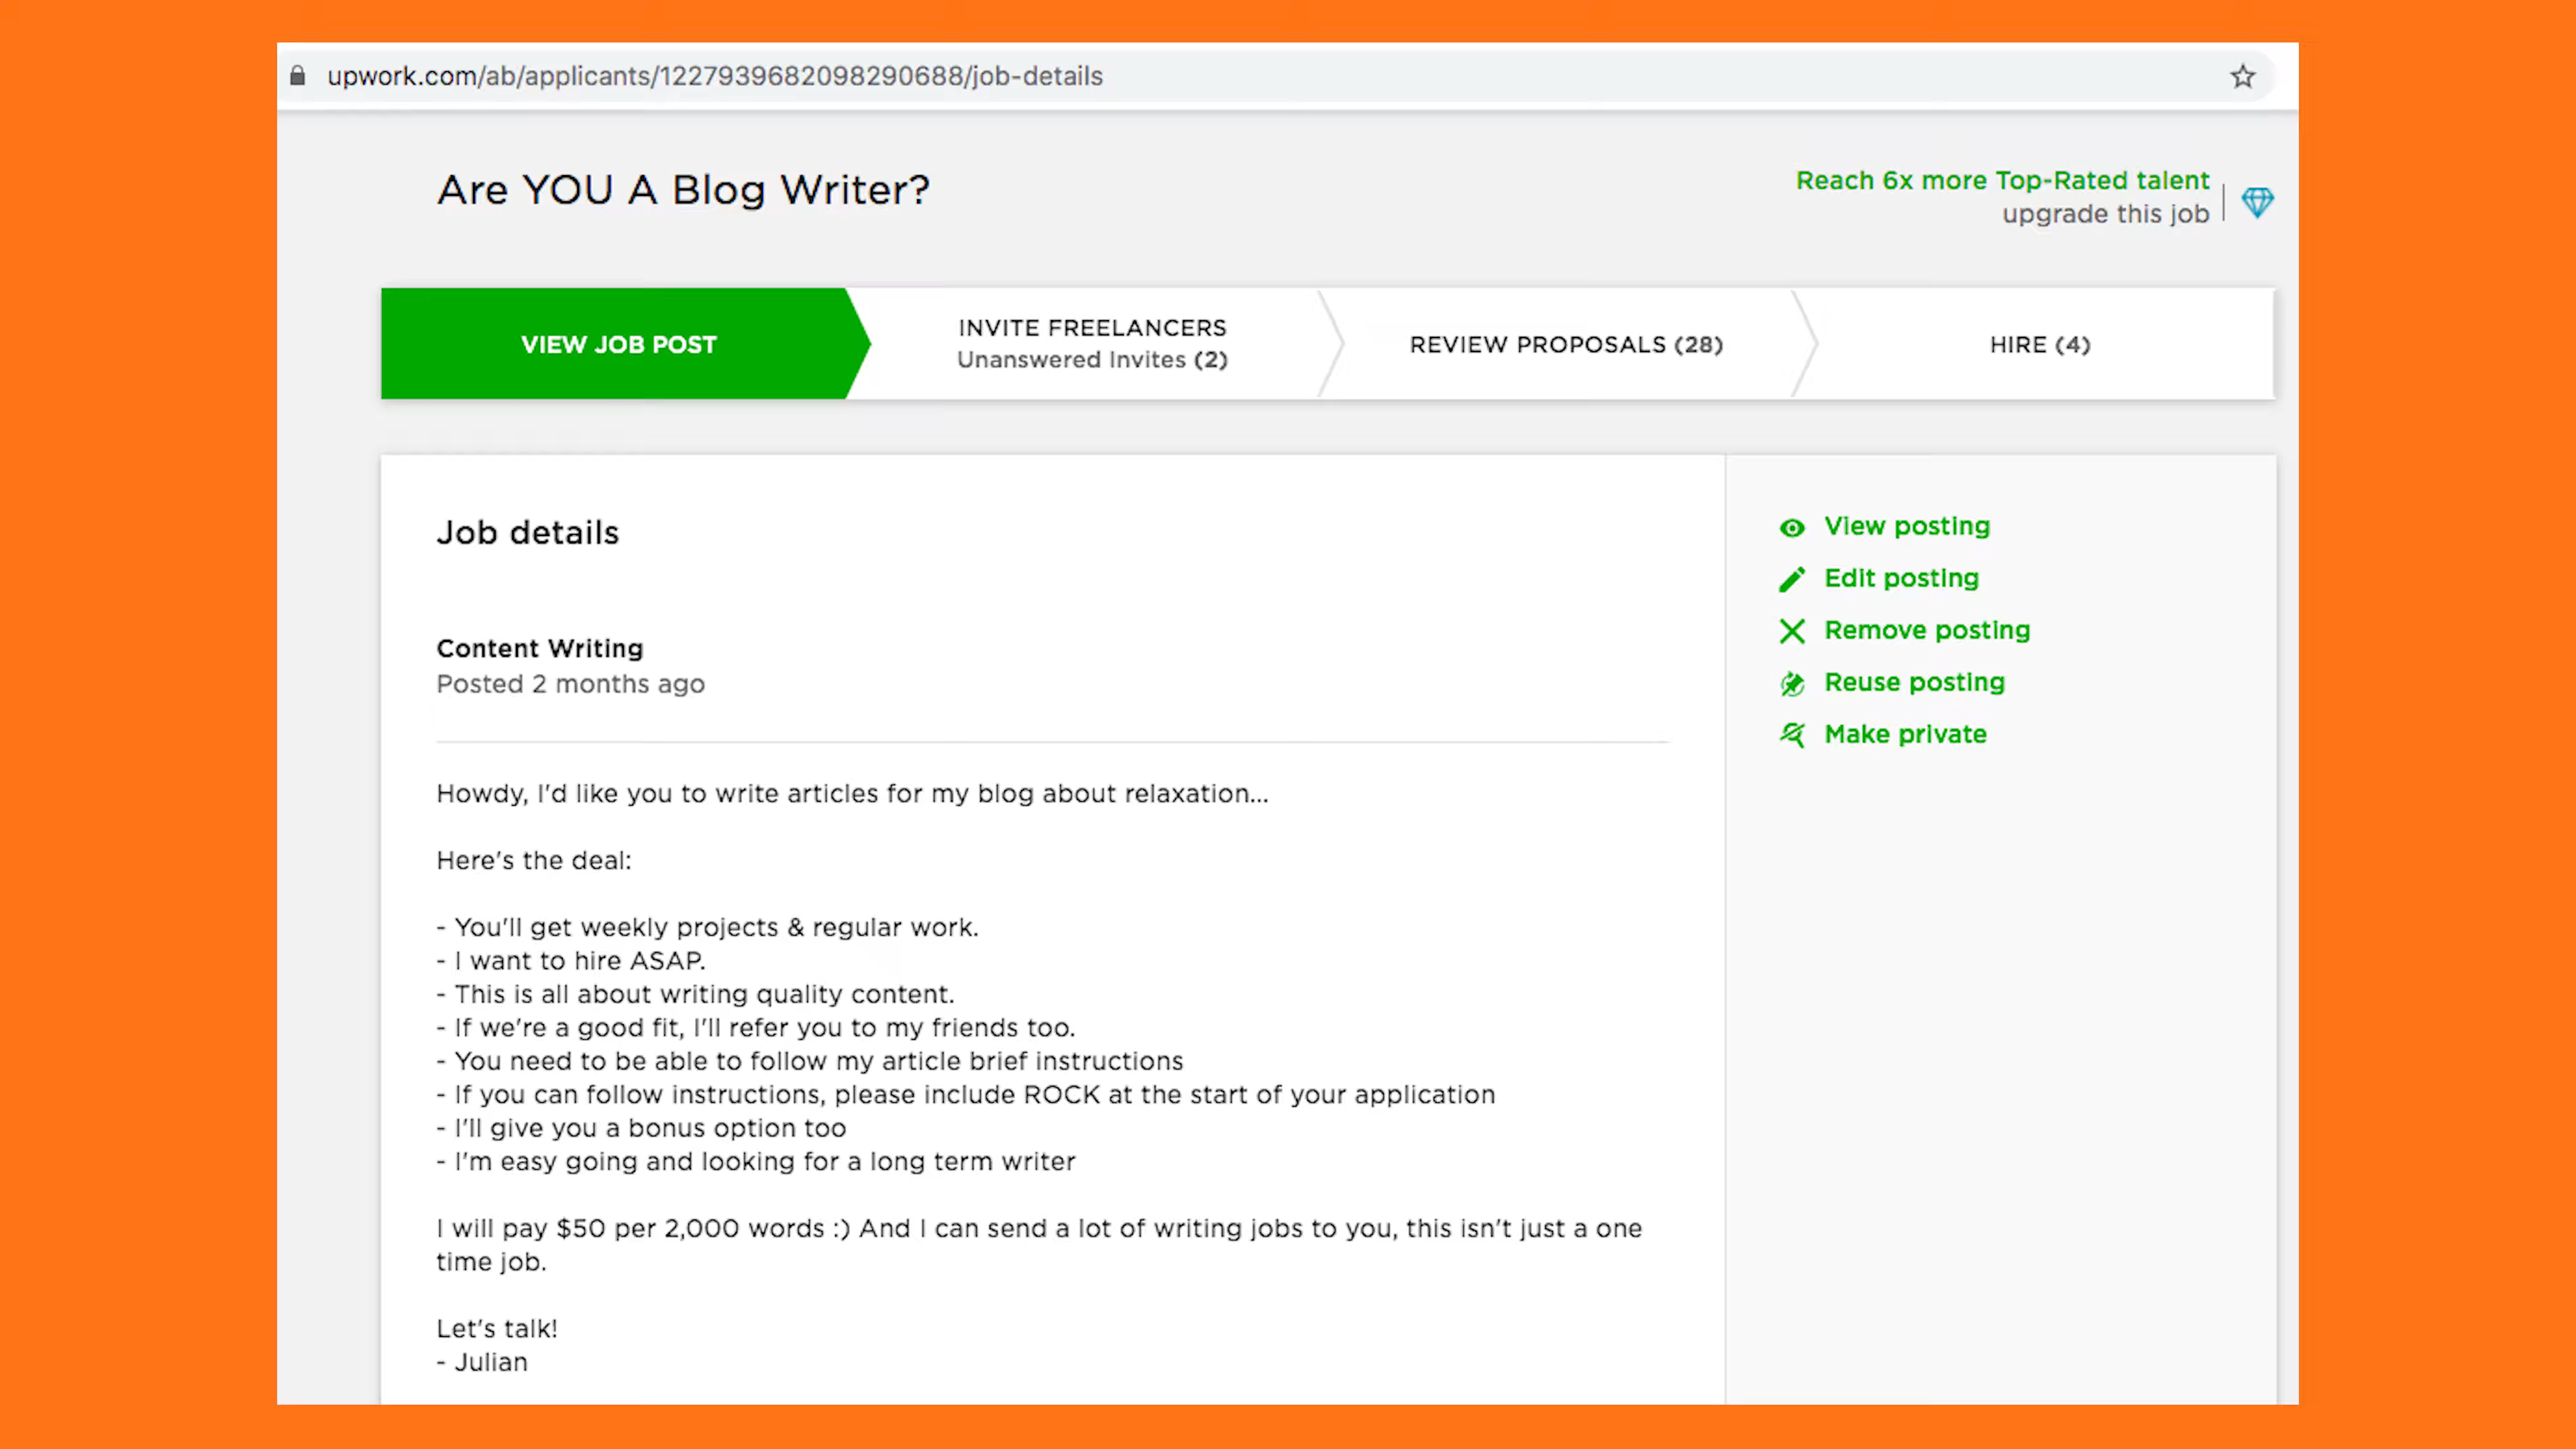 upwork.com/ab/applicants/1227939682098290688/job-details
Are YOU A Blog Writer?
Reach 6x more Top-Rated talent
upgrade this job
VIEW JOB POST
INVITE FREELANCERS
Unanswered Invites (2)
REVIEW PROPOSALS (28)
HIRE (4)
Job details
Content Writing
Posted 2 months ago
Howdy, I'd like you to write articles for my blog about relaxation...
Here's the deal:
- You'll get weekly projects & regular work.
- I want to hire ASAP.
- This is all about writing quality content.
- If we're a good fit, I'll refer you to my friends too.
- You need to be able to follow my article brief instructions
- If you can follow instructions, please include ROCK at the start of your application
- I'll give you a bonus option too
- I'm easy going and looking for a long term writer
I will pay $50 per 2,000 words :) And I can send a lot of writing jobs to you, this isn't just a one
time job.
Let's talk!
- Julian
View posting
Edit posting
Remove posting
Reuse posting
Make private